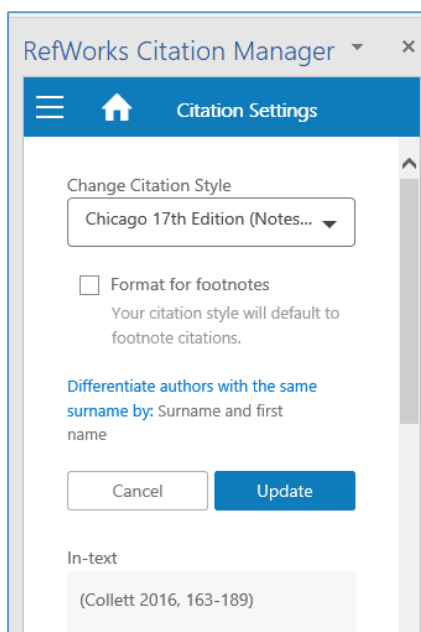 RefWorks Citation Manager
Citation Settings
Change Citation Style
Chicago 17th Edition (Notes...
Format for footnotes
Your citation style will default to
footnote citations.
Differentiate authors with the same
surname by: Surname and first
name
Cancel
Update
In-text
(Collett 2016, 163-189)